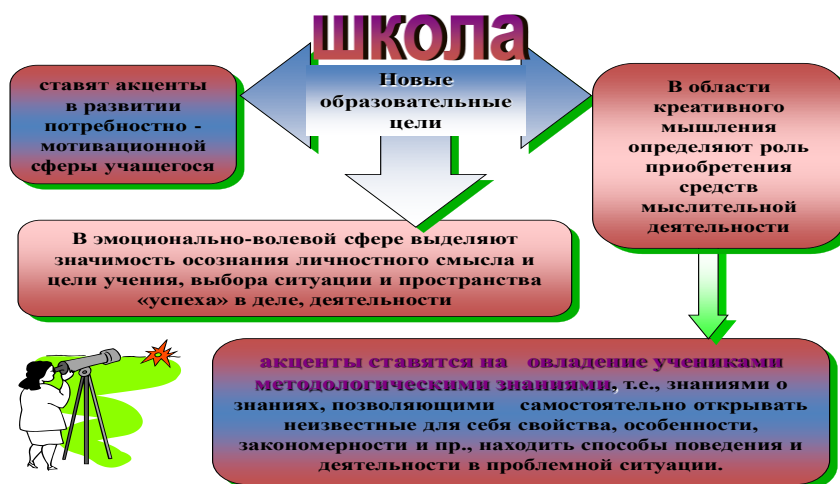 школа
Новые
образовательные
цели
ставят акценты
в развитии
потребностно -
мотивационной
сферы учащегося
В области
креативного
мышления
определяют роль
приобретения
средств
мыслительной
деятельности
В эмоционально-волевой сфере выделяют
значимость осознания личностного смысла и
цели учения, выбора ситуации и пространства
«успеха» в деле, деятельности
акценты ставятся на овладение учениками
методологическими знаниями, т.е., знаниями о
знаниях, позволяющими самостоятельно открывать
неизвестные для себя свойства, особенности,
закономерности и пр., находить способы поведения и
деятельности в проблемной ситуации.